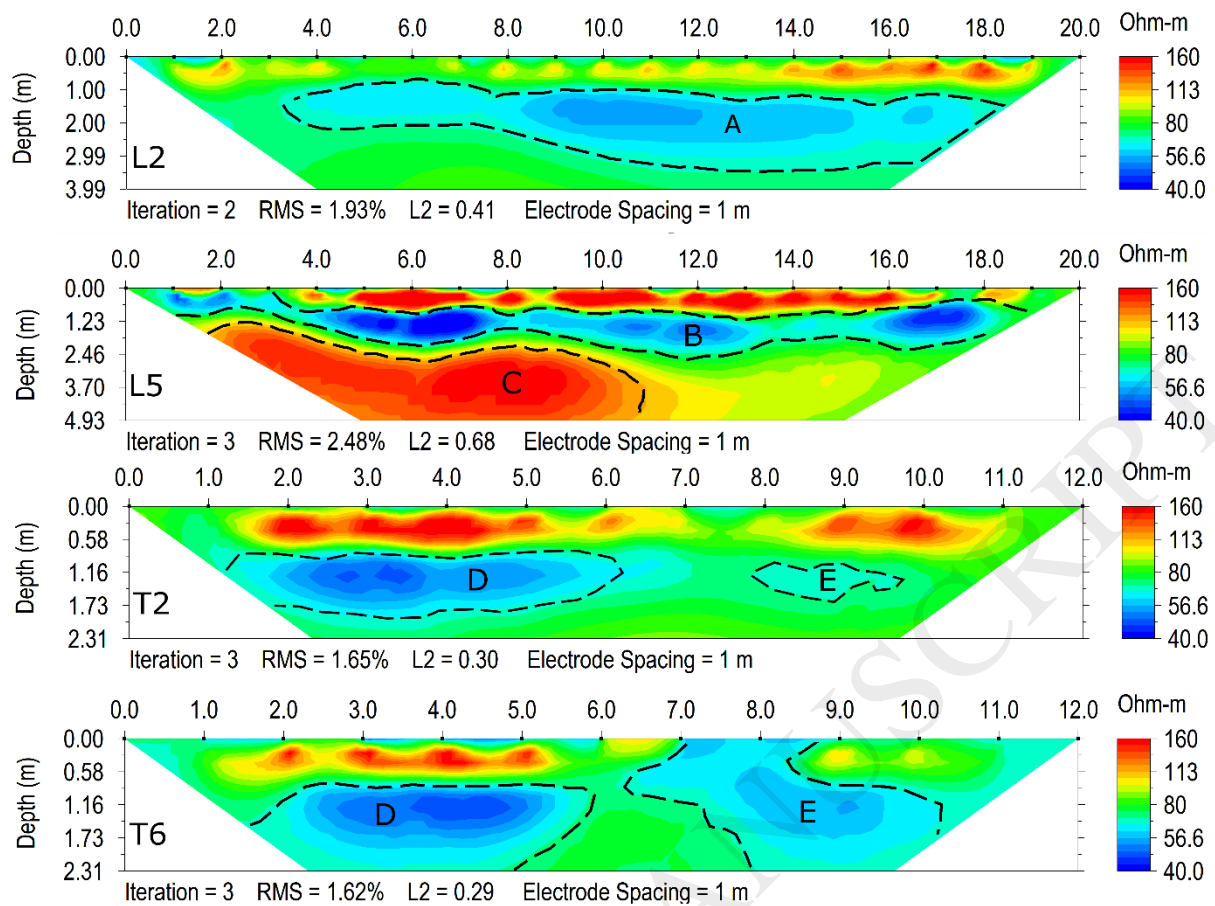 0.0 2.0 4.0 6.0 8.0 10.0 12.0 14.0 16.0 18.0 20.0 Ohm-m
Depth (m)
0.00
1.00
2.00
2.99
3.99
L2
A
160
113
80
56.6
40.0
Iteration = 2 RMS = 1.93% L2 = 0.41 Electrode Spacing = 1 m
0.0 2.0 4.0 6.0 8.0 10.0 12.0 14.0 16.0 18.0 20.0 Ohm-m
Depth (m)
0.00
1.23
2.46
3.70
4.93
L5
B
C
160
113
80
56.6
40.0
Iteration = 3 RMS = 2.48% L2 = 0.68 Electrode Spacing = 1 m
0.0 1.0 2.0 3.0 4.0 5.0 6.0 7.0 8.0 9.0 10.0 11.0 12.0 Ohm-m
Depth (m)
0.00
0.58
1.16
1.73
2.31
T2
D
E
160
113
80
56.6
40.0
Iteration = 3 RMS = 1.65% L2 = 0.30 Electrode Spacing = 1 m
0.0 1.0 2.0 3.0 4.0 5.0 6.0 7.0 8.0 9.0 10.0 11.0 12.0 Ohm-m
Depth (m)
0.00
0.58
1.16
1.73
2.31
T6
D
E
160
113
80
56.6
40.0
Iteration = 3 RMS = 1.62% L2 = 0.29 Electrode Spacing = 1 m
ANUSCRIPT